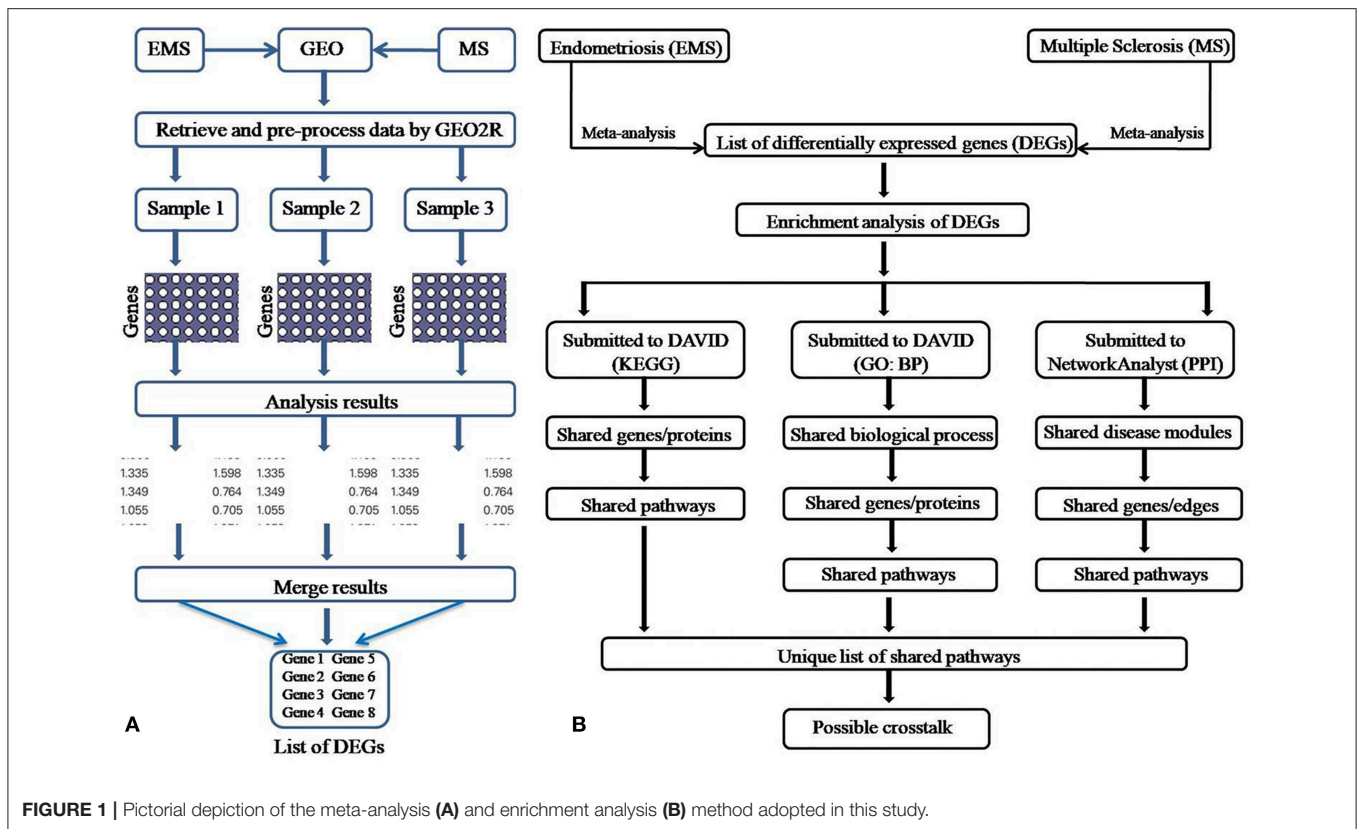 EMS
GEO
MS
Retrieve and pre-process data by GEO2R
Sample 1
Sample 2
Sample 3
Genes
Genes
Genes
Analysis results
1.335 1.598 1.335 1.598 1.335 1.598
1.349 0.764 1.349 0.764 1.349 0.764
1.055 0.705 1.055 0.705 1.055 0.705
Merge results
Gene 1 Gene 5
Gene 2 Gene 6
Gene 3 Gene 7
Gene 4 Gene 8
List of DEGs
A
Endometriosis (EMS)
Multiple Sclerosis (MS)
Meta-analysis
Meta-analysis
List of differentially expressed genes (DEGs)
Enrichment analysis of DEGs
Submitted to DAVID
(KEGG)
Submitted to DAVID
(GO: BP)
Submitted to
NetworkAnalyst (PPI)
Shared genes/proteins
Shared biological process
Shared disease modules
Shared pathways
Shared genes/proteins
Shared genes/edges
Shared pathways
Shared pathways
Unique list of shared pathways
Possible crosstalk
B
FIGURE 1 | Pictorial depiction of the meta-analysis (A) and enrichment analysis (B) method adopted in this study.